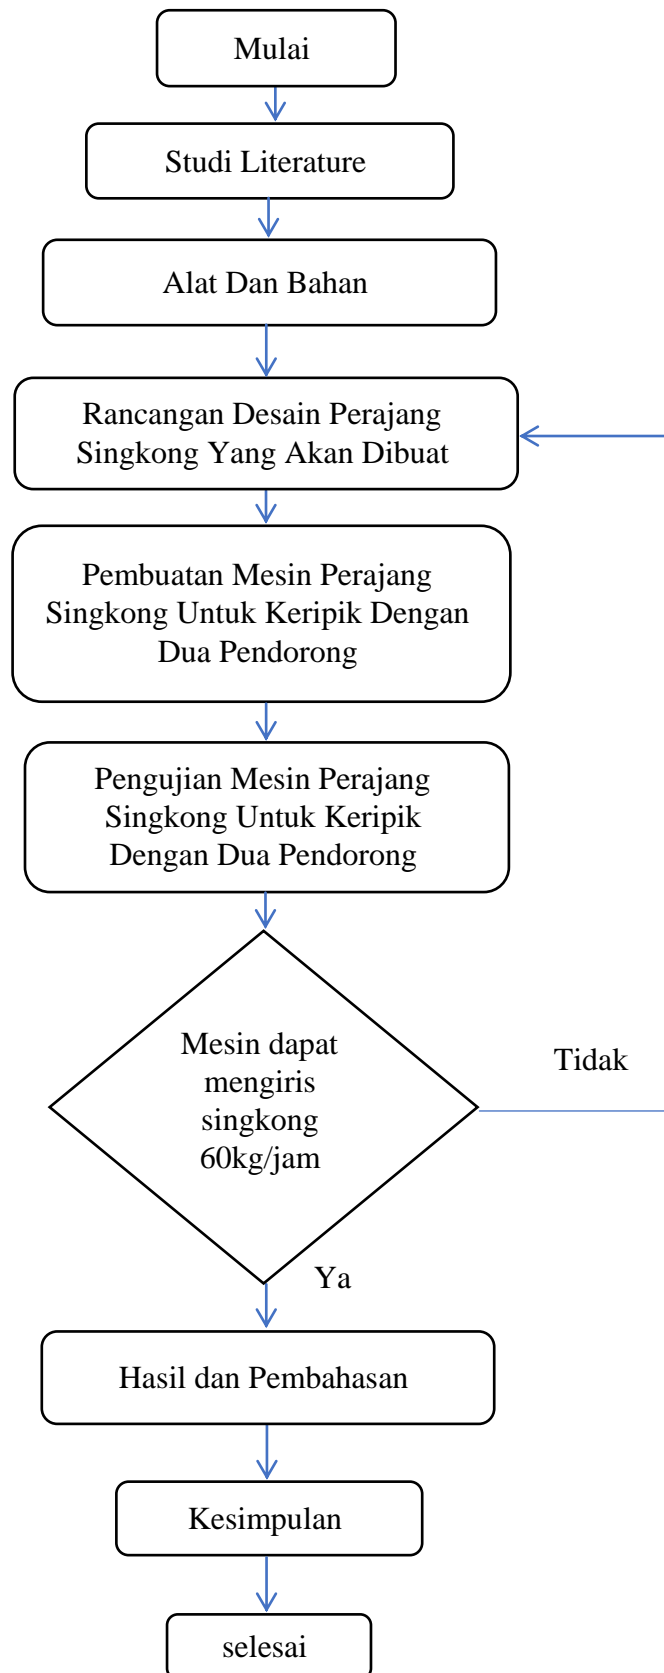 Mulai
Studi Literature
Alat Dan Bahan
Rancangan Desain Perajang
Singkong Yang Akan Dibuat
Pembuatan Mesin Perajang
Singkong Untuk Keripik Dengan
Dua Pendorong
Pengujian Mesin Perajang
Singkong Untuk Keripik
Dengan Dua Pendorong
Mesin dapat
mengiris
singkong
60kg/jam
Tidak
Ya
Hasil dan Pembahasan
Kesimpulan
selesai